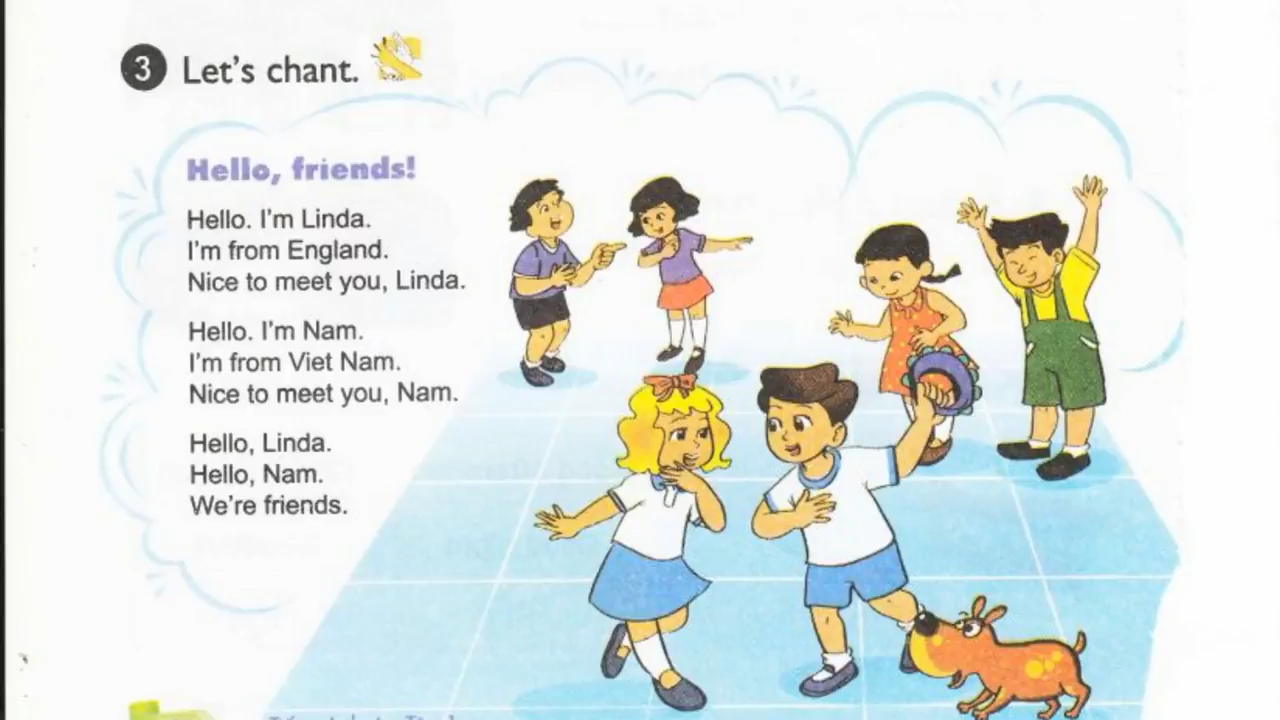 3 Let's chant.
Hello, friends!
Hello. I'm Linda.
I'm from England.
Nice to meet you, Linda.
Hello. I'm Nam.
I'm from Viet Nam.
Nice to meet you, Nam.
Hello, Linda.
Hello, Nam.
We're friends.